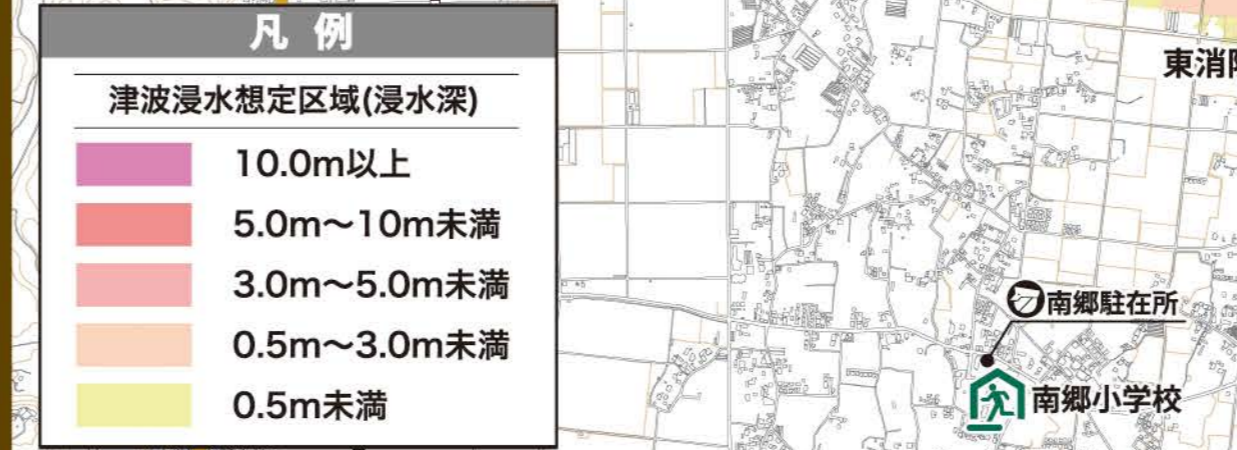 凡例
津波浸水想定区域(浸水深)
10.0m以上
5.0m〜10m未満
3.0m〜5.0m未満
0.5m〜3.0m未満
0.5m未満
東消
南郷駐在所
南郷小学校